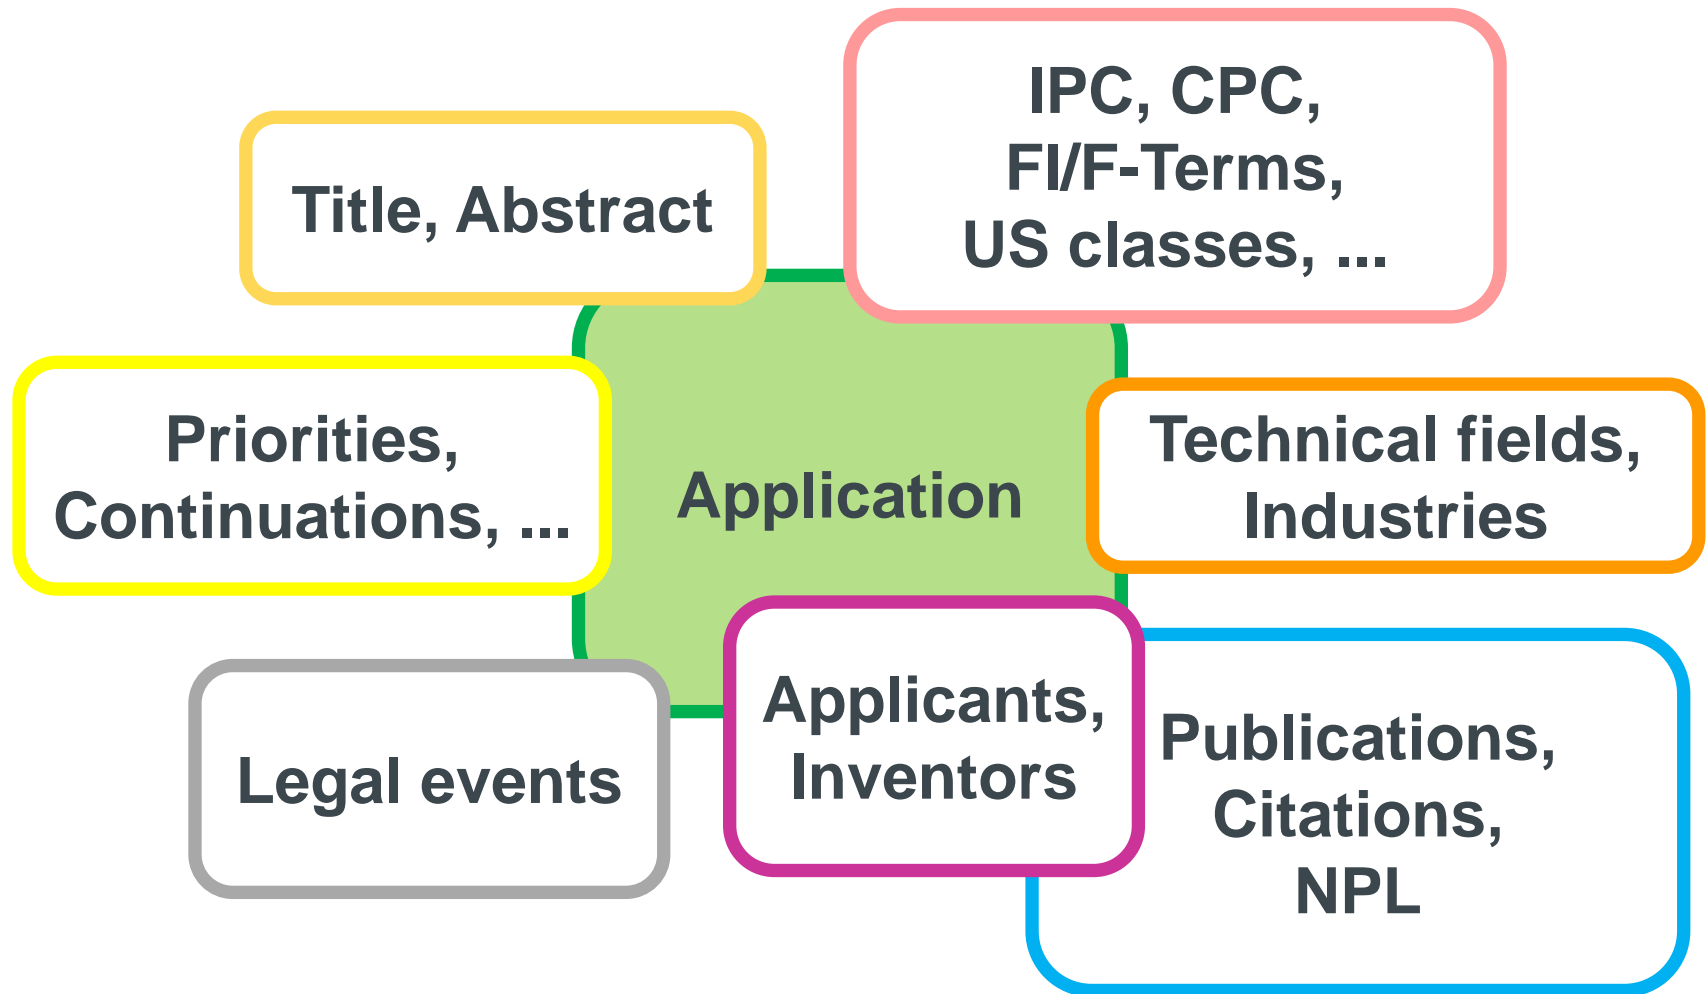 IPC, CPC,
FI/F-Terms,
US classes, ...
Title, Abstract
Priorities,
Continuations, ...
Application
Technical fields,
Industries
Legal events
Applicants,
Inventors
Publications,
Citations,
NPL